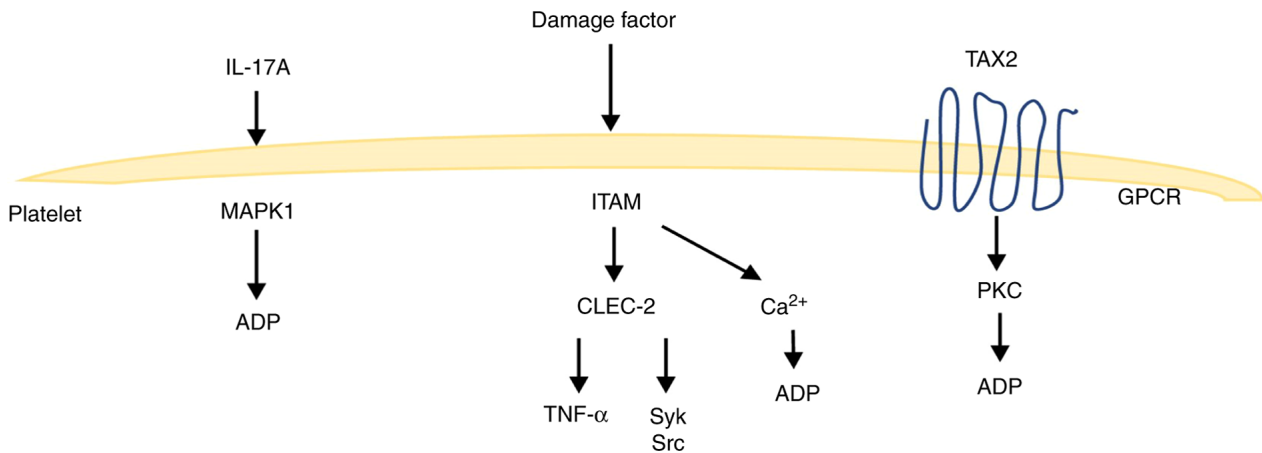 Damage factor
IL-17A
TAX2
Platelet
MAPK1
ITAM
GPCR
ADP
CLEC-2
Ca²⁺
PKC
TNF-α
Syk
Src
ADP
ADP